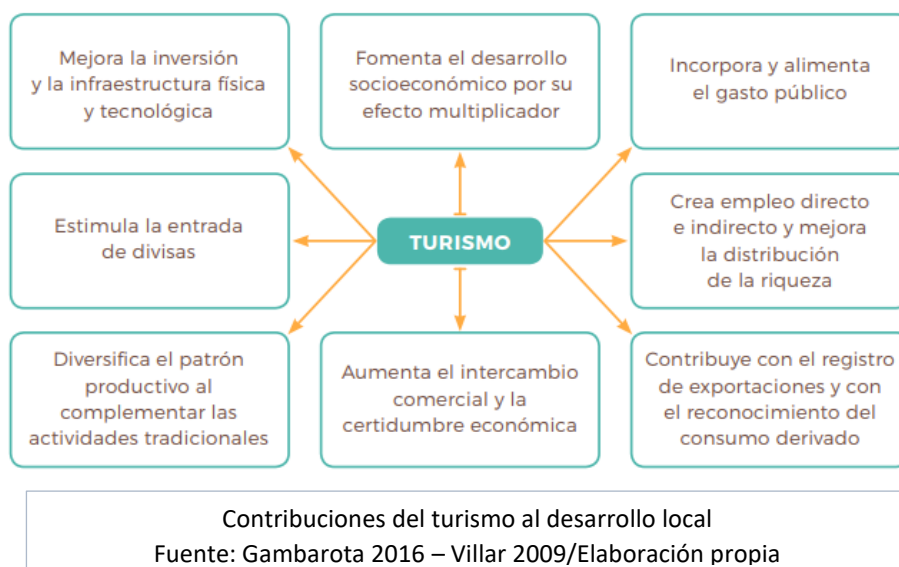 Mejora la inversión
y la infraestructura física
y tecnológica
Fomenta el desarrollo
socioeconómico por su
efecto multiplicador
Incorpora y alimenta
el gasto público
Estimula la entrada
de divisas
TURISMO
Crea empleo directo
e indirecto y mejora
la distribución
de la riqueza
Diversifica el patrón
productivo al
complementar las
actividades tradicionales
Aumenta el intercambio
comercial y la
certidumbre económica
Contribuye con el registro
de exportaciones y con
el reconocimiento del
consumo derivado
Contribuciones del turismo al desarrollo local
Fuente: Gambarota 2016 – Villar 2009/Elaboración propia